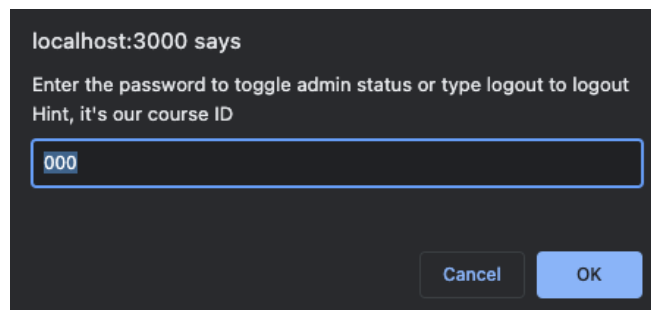 localhost:3000 says
Enter the password to toggle admin status or type logout to logout
Hint, it's our course ID
000
Cancel OK